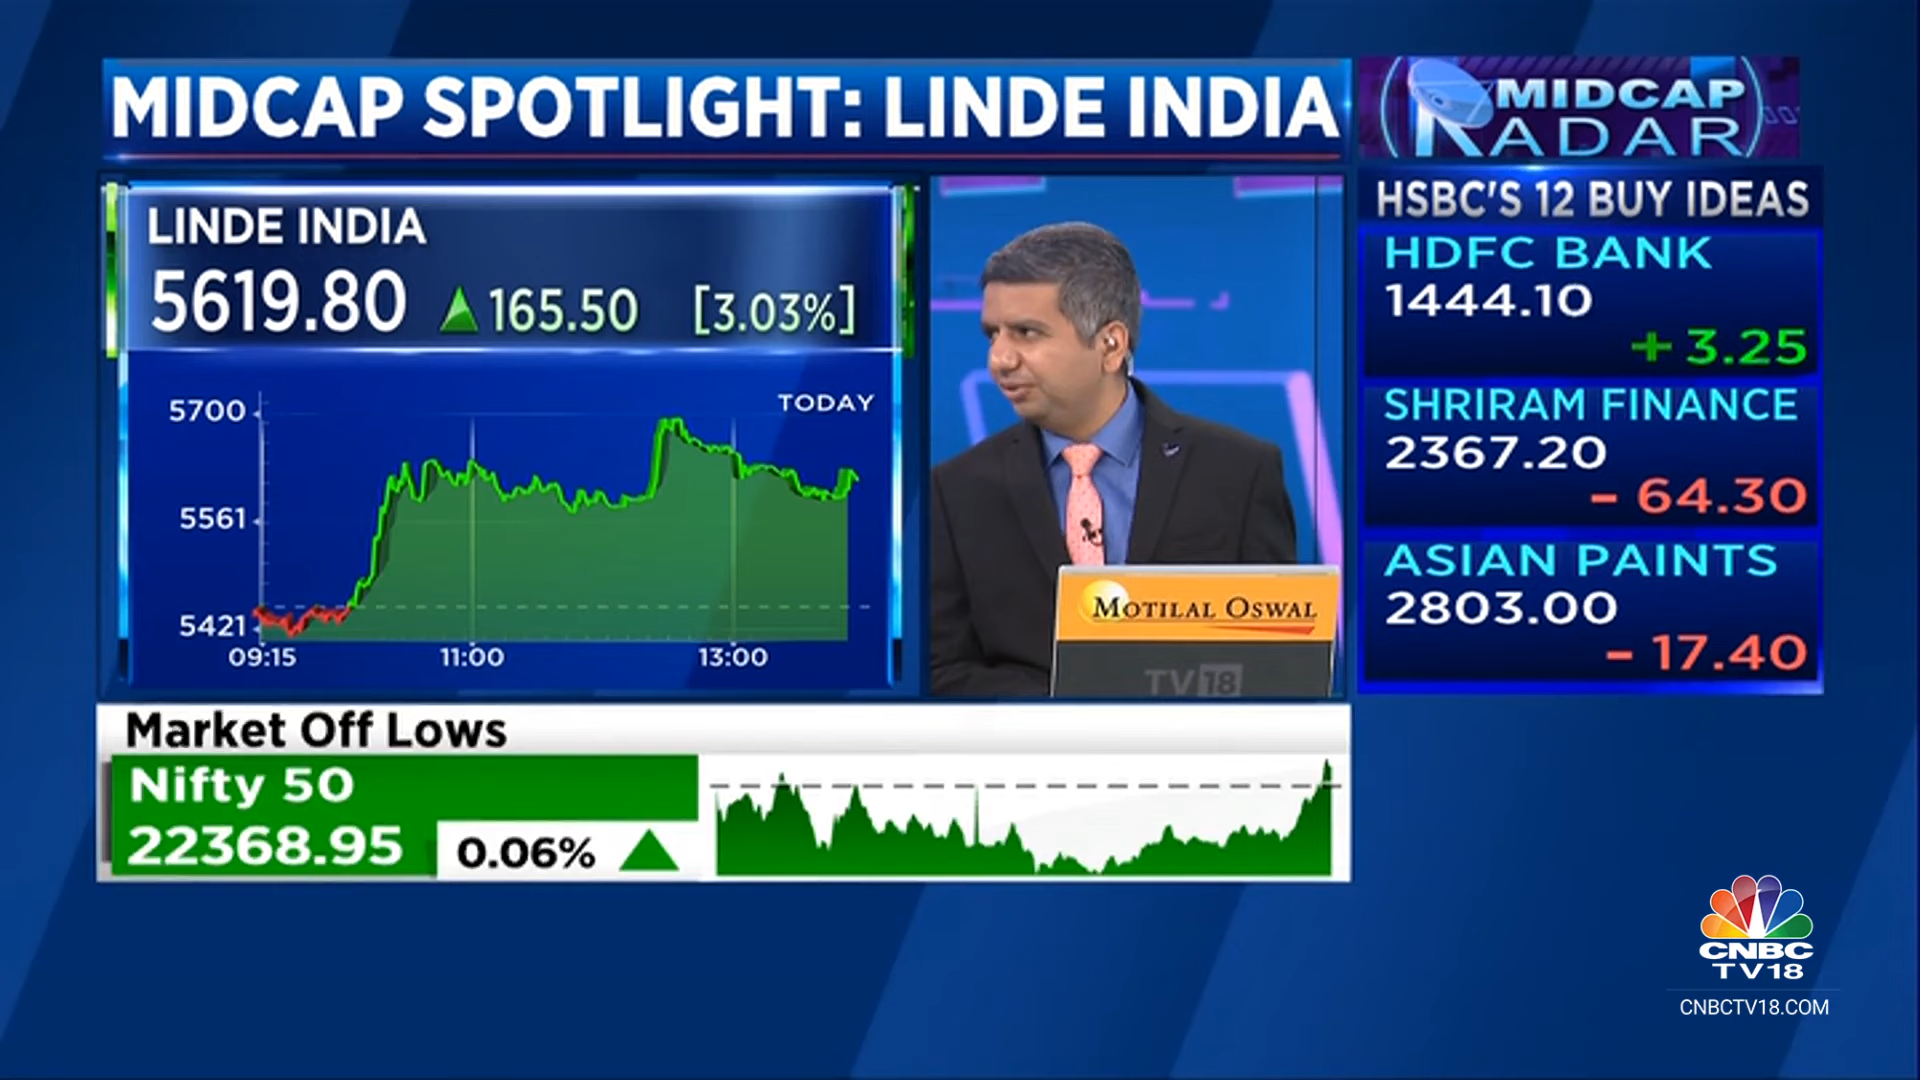 MIDCAP SPOTLIGHT: LINDE INDIA
MIDCAP
RADAR
LINDE INDIA
5619.80 ▲ 165.50 [3.03%]
TODAY
5700
5561
5421
09:15 11:00 13:00
MOTILAL OSWAL
TV18
HSBC'S 12 BUY IDEAS
HDFC BANK
1444.10
+ 3.25
SHRIRAM FINANCE
2367.20
- 64.30
ASIAN PAINTS
2803.00
- 17.40
Market Off Lows
Nifty 50
22368.95 0.06% ▲
CNBC
TV18
CNBCTV18.COM